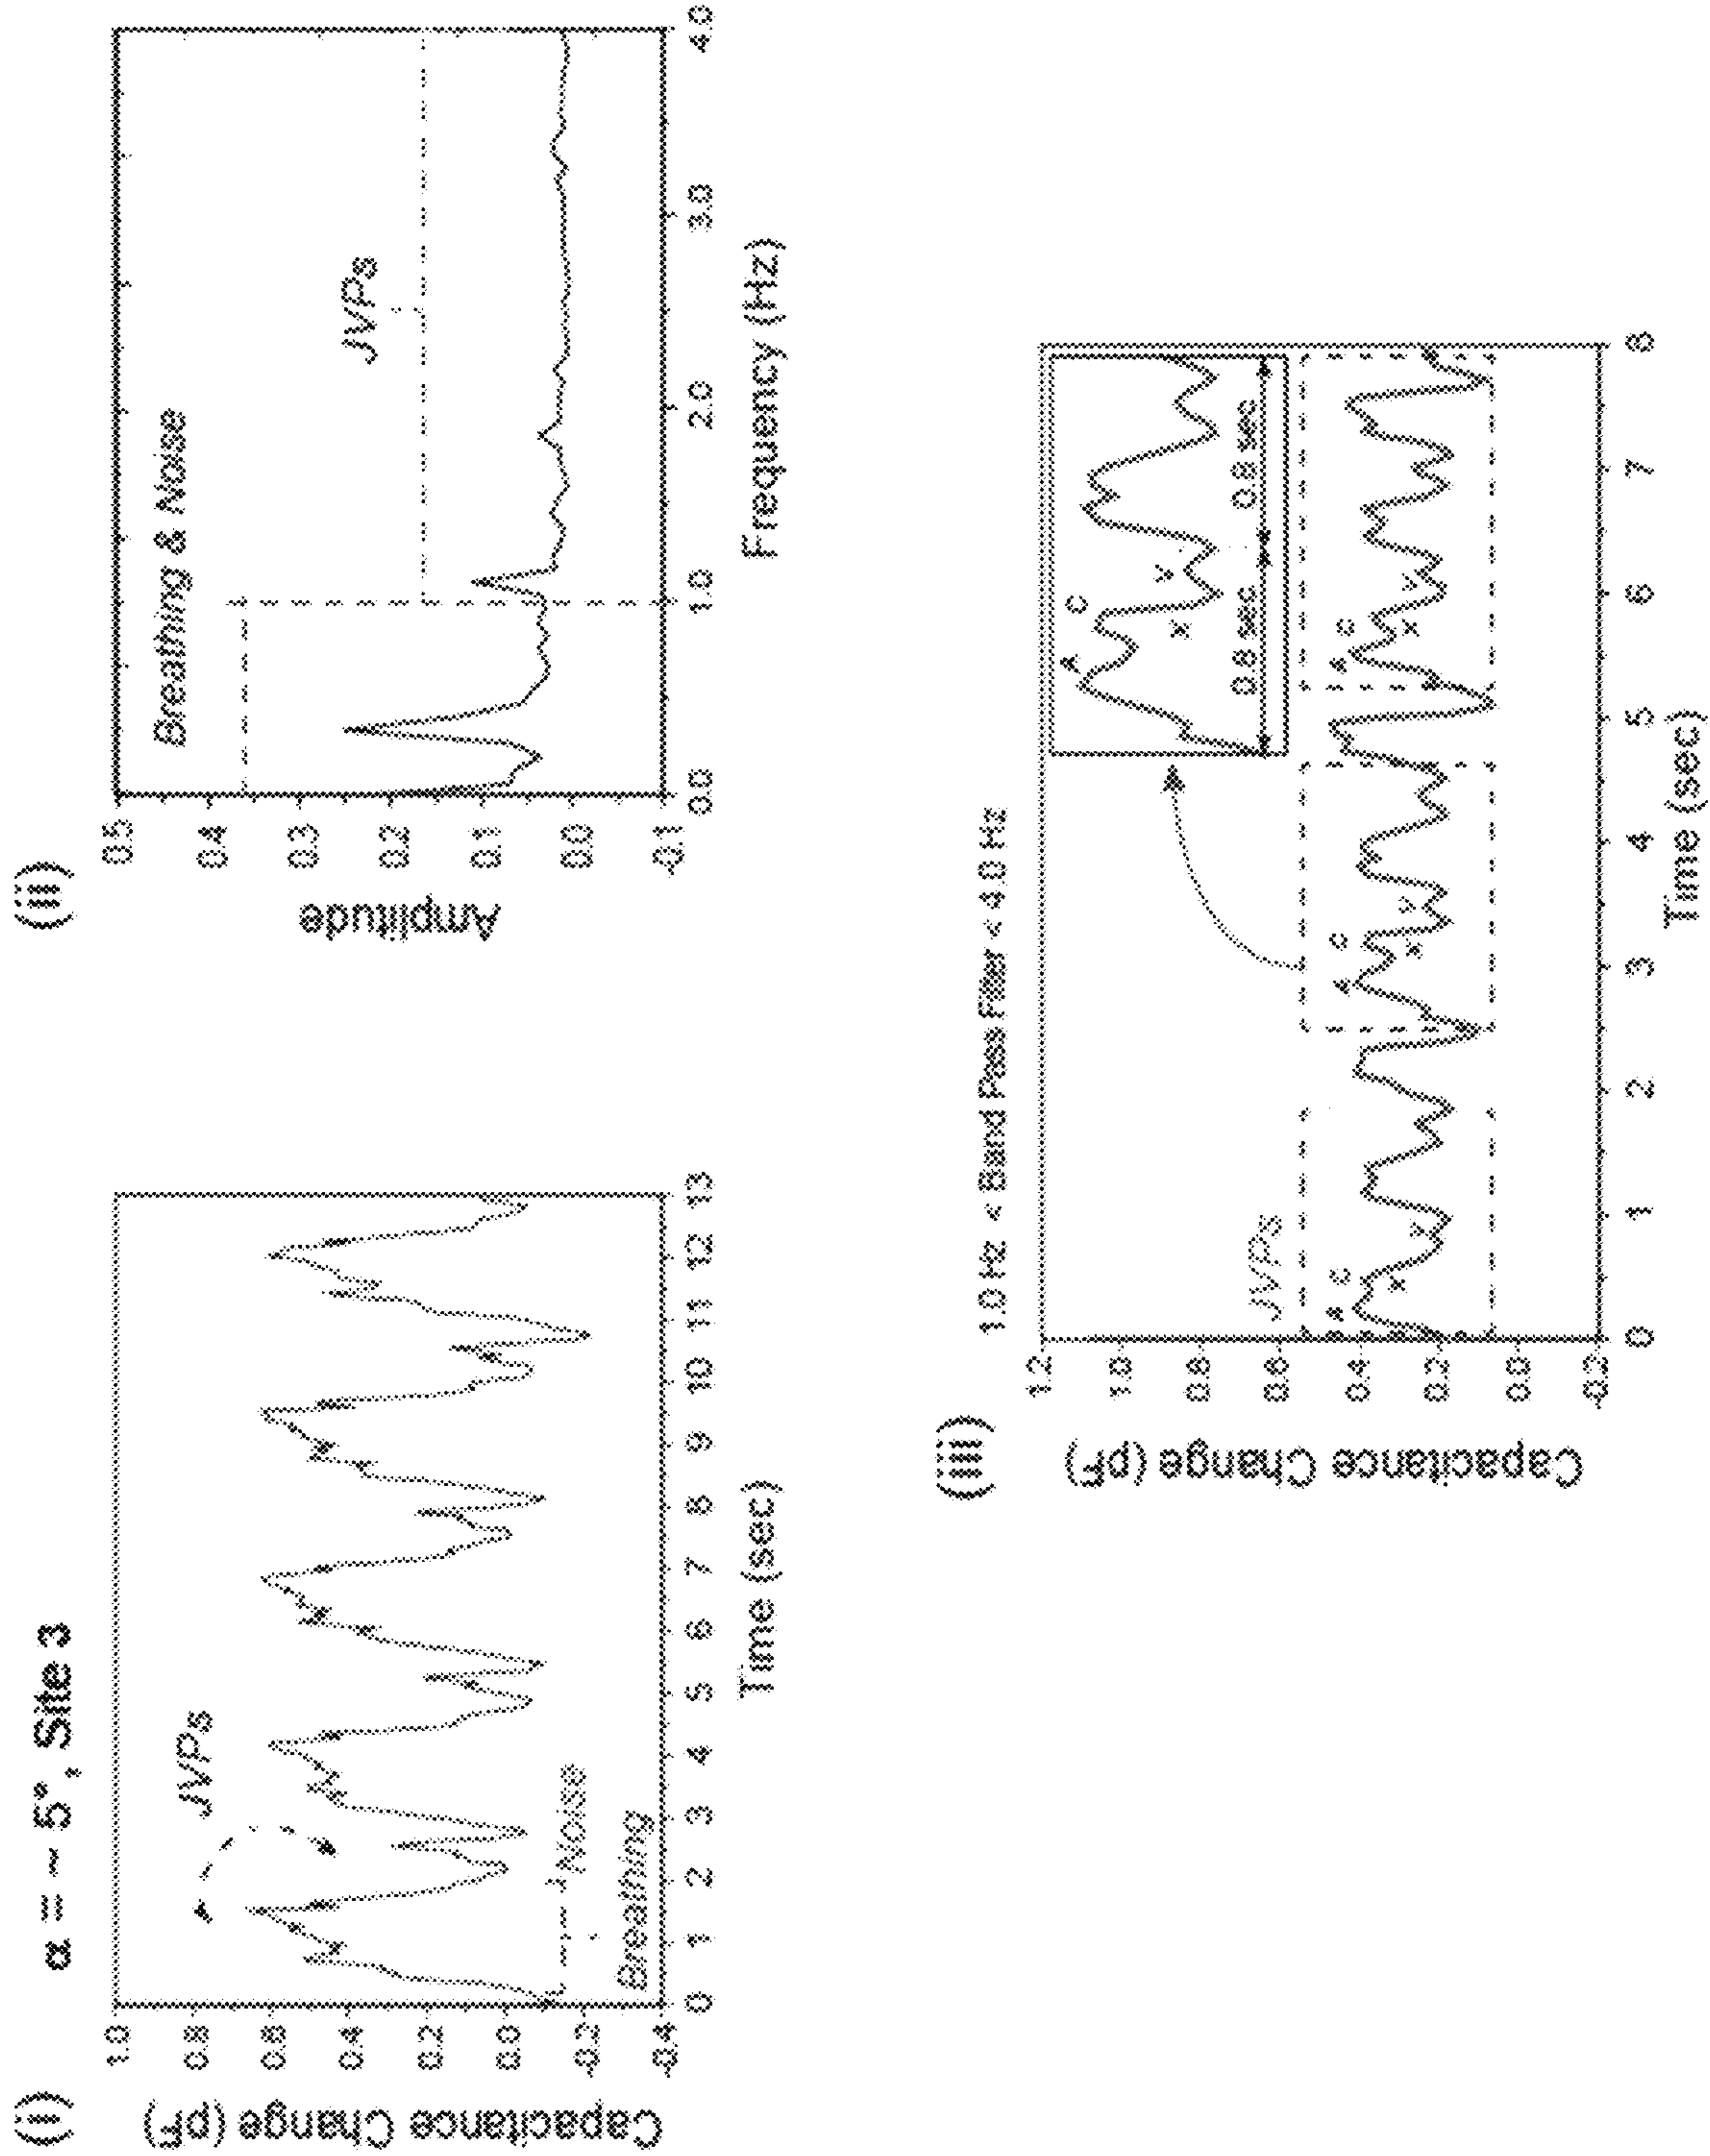 (i)
α = ~ 5°, Site 3
Capacitance Change (pF)
1.0
0.8
0.6
0.4
0.2
0.0
-0.2
-0.4
JVPs
Noise
Breathing
0 1 2 3 4 5 6 7 8 9 10 11 12 13
Time (sec)
(ii)
Amplitude
0.5
0.4
0.3
0.2
0.1
0.0
-0.1
Breathing & Noise
JVPs
0.0 1.0 2.0 3.0 4.0
Frequency (Hz)
(iii)
1.0 Hz < Band Pass Filter < 4.0 Hz
Capacitance Change (pF)
1.2
1.0
0.8
0.6
0.4
0.2
0.0
-0.2
JVPs
A C
X Y
A C
X Y
A C
X Y
A C
X Y
0.8 sec 0.8 sec
0 1 2 3 4 5 6 7 8
Time (sec)